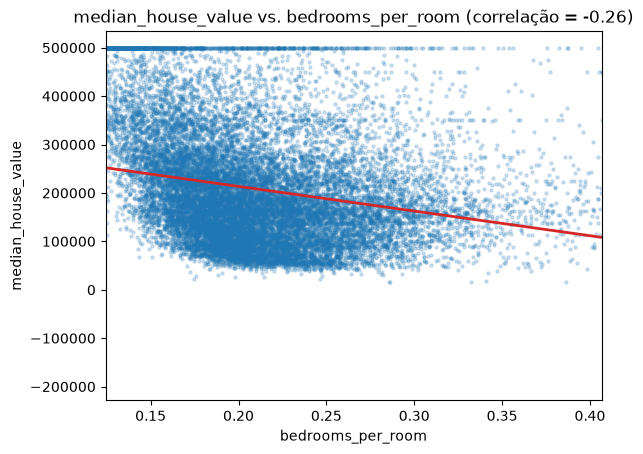 median_house_value vs. bedrooms_per_room (correlação = -0.26)
500000
400000
300000
200000
100000
0
−100000
−200000
median_house_value
0.15 0.20 0.25 0.30 0.35 0.40
bedrooms_per_room